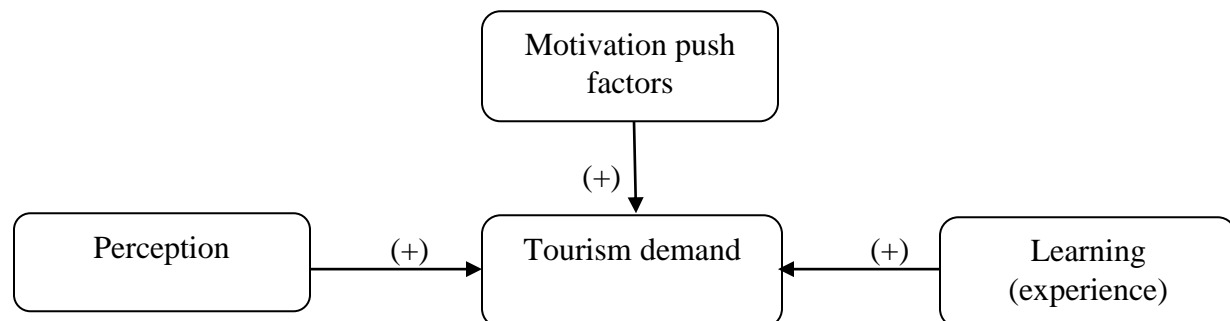 Motivation push
factors
(+)
Perception
(+)
Tourism demand
(+)
Learning
(experience)